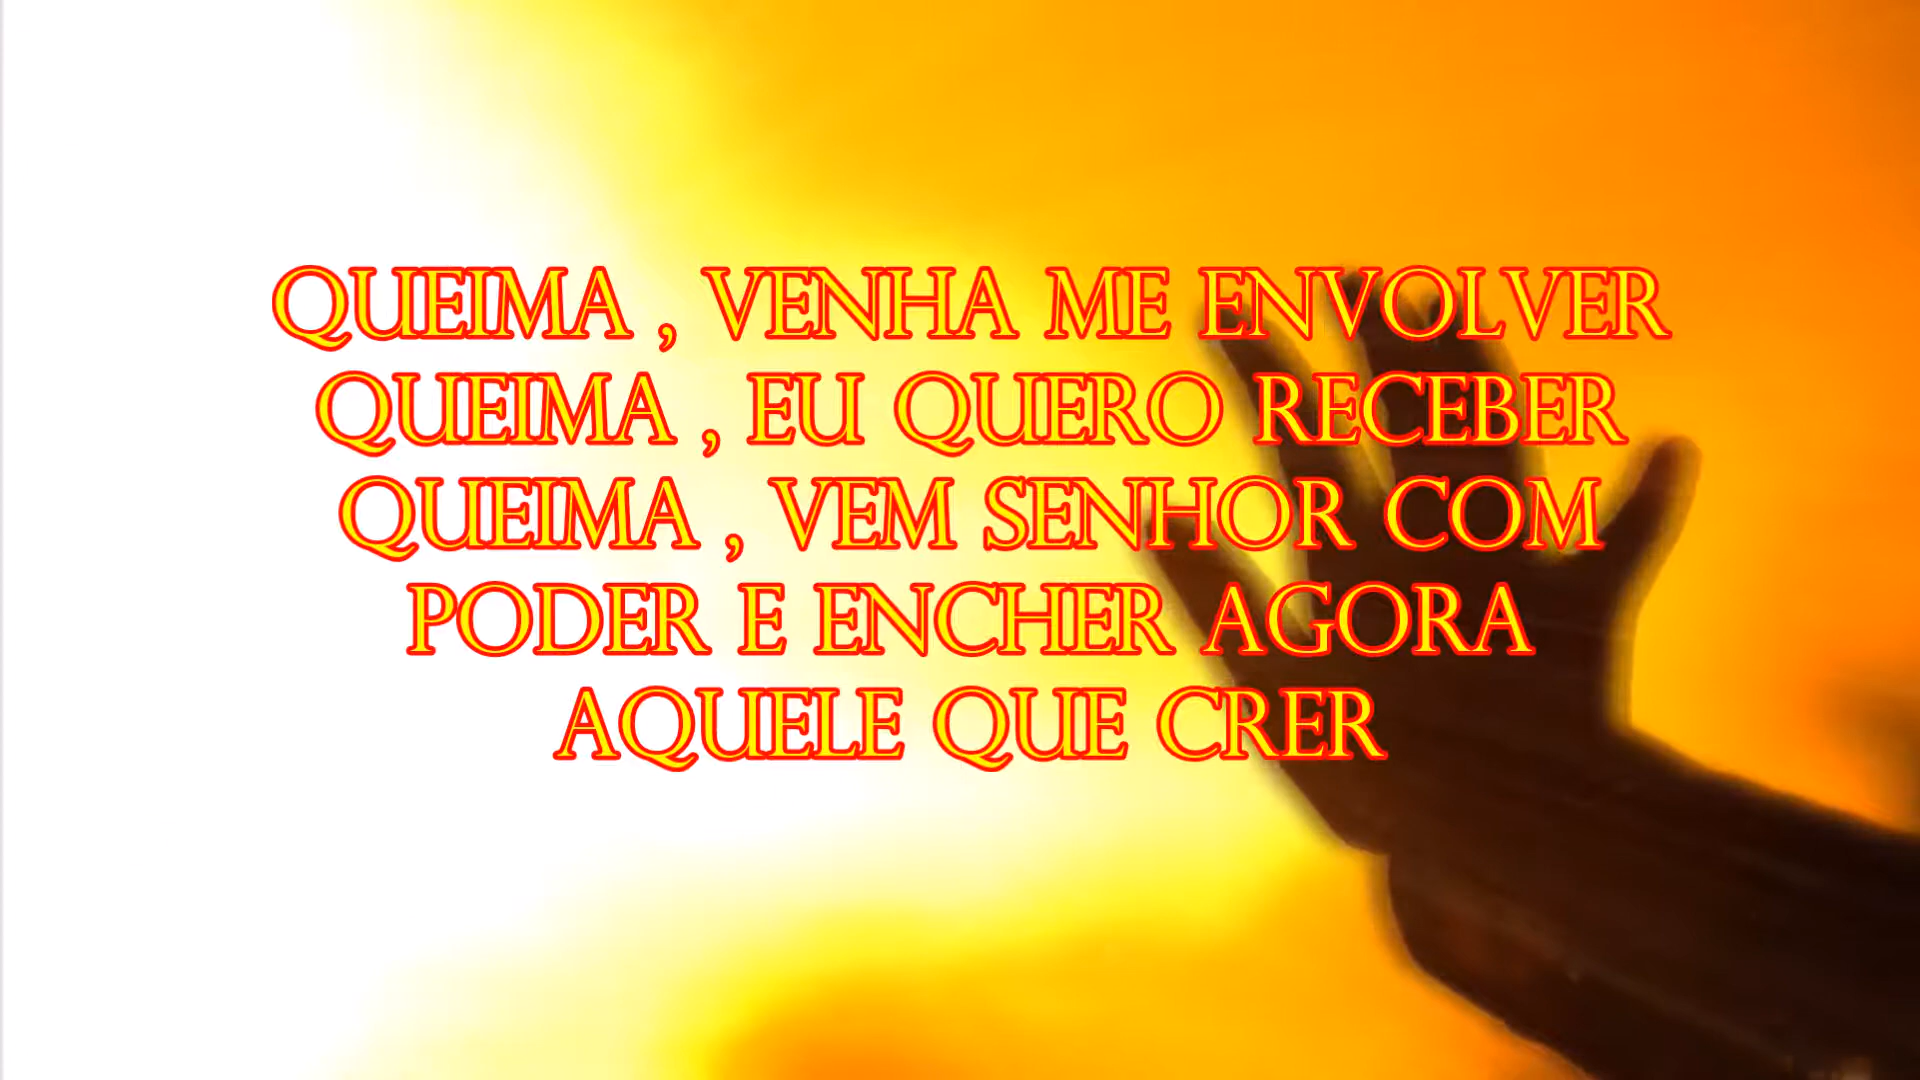 QUEIMA , VENHA ME ENVOLVER
QUEIMA , EU QUERO RECEBER
QUEIMA , VEM SENHOR COM
PODER E ENCHER AGORA
AQUELE QUE CRER